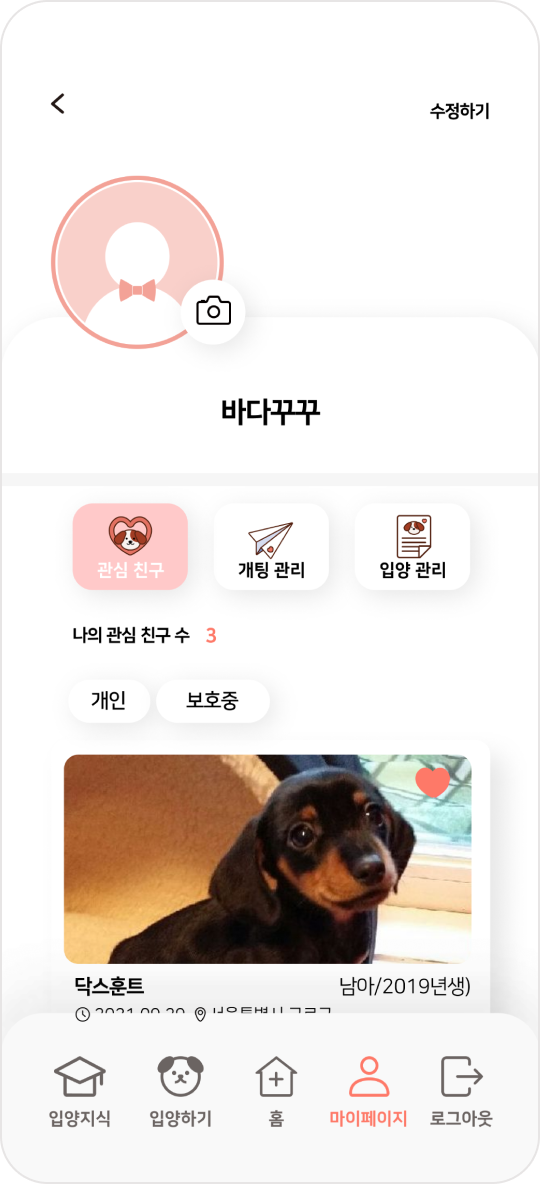 수정하기
바다꾸꾸
관심 친구
개팅 관리
입양 관리
나의 관심 친구 수 3
개인
보호중
닥스훈트
남아/2019년생)
입양지식
입양하기
홈
마이페이지
로그아웃